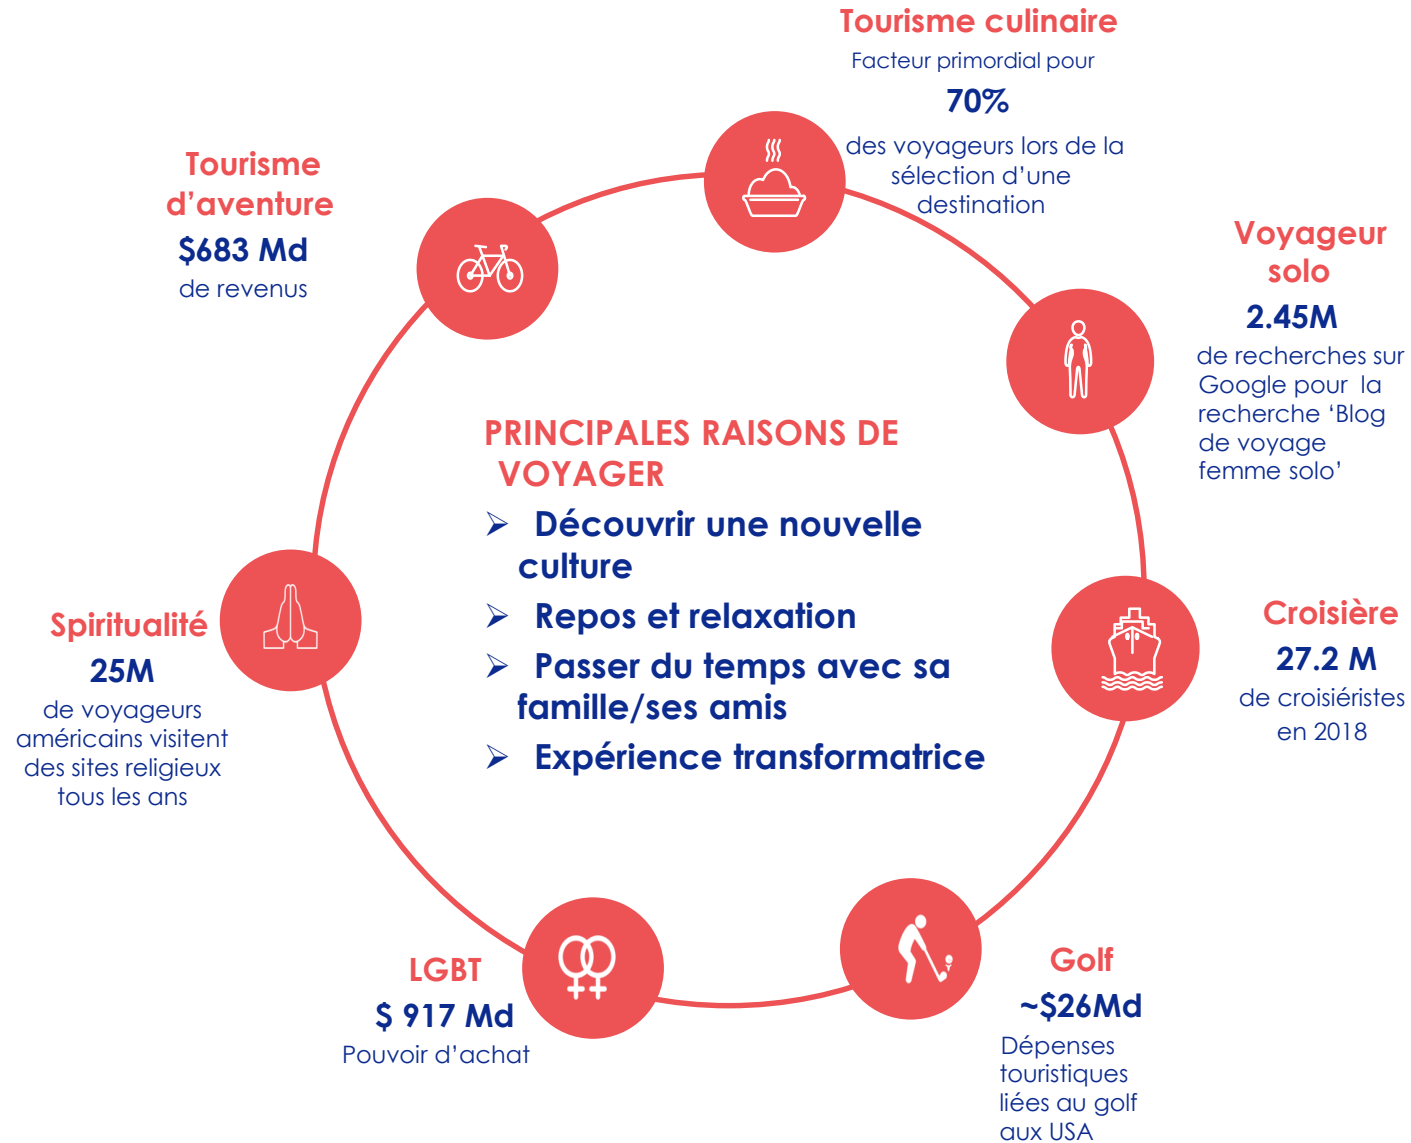 Tourisme culinaire
Facteur primordial pour
70%
des voyageurs lors de la
sélection d’une
destination
Tourisme
d’aventure
$683 Md
de revenus
Voyageur
solo
2.45M
de recherches sur
Google pour la
recherche ‘Blog
de voyage
femme solo’
PRINCIPALES RAISONS DE
VOYAGER
➢ Découvrir une nouvelle
culture
➢ Repos et relaxation
➢ Passer du temps avec sa
famille/ses amis
➢ Expérience transformatrice
Spiritualité
25M
de voyageurs
américains visitent
des sites religieux
tous les ans
Croisière
27.2 M
de croisiéristes
en 2018
LGBT
$ 917 Md
Pouvoir d’achat
Golf
~$26Md
Dépenses
touristiques
liées au golf
aux USA